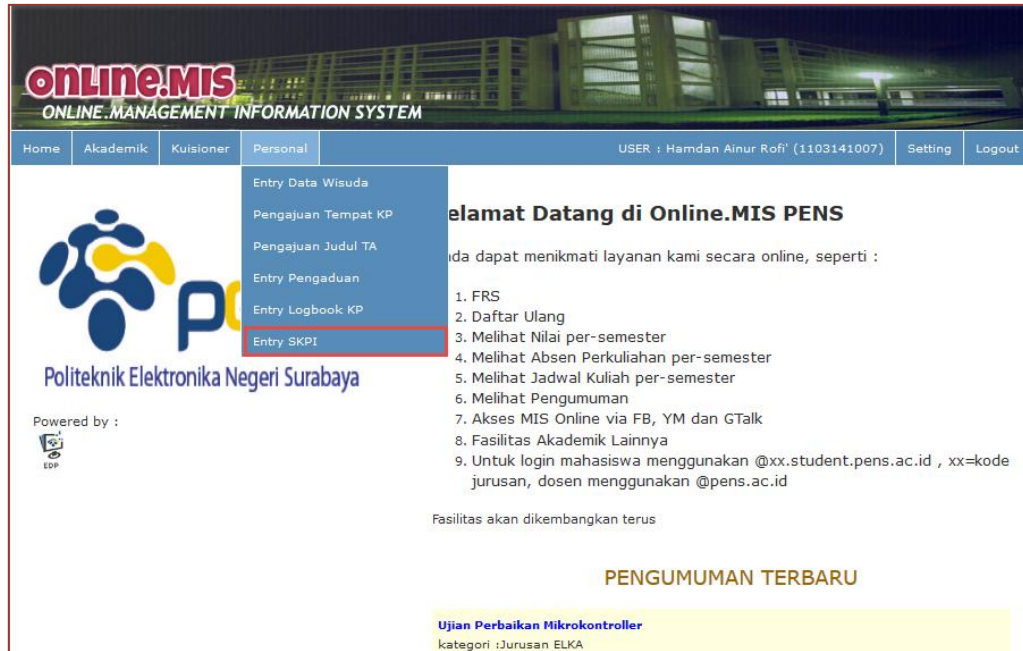 ONLINE.MIS
ONLINE.MANAGEMENT INFORMATION SYSTEM
Home Akademik Kuisioner Personal USER : Hamdan Ainur Rofi' (1103141007) Setting Logout
Entry Data Wisuda
Pengajuan Tempat KP
Pengajuan Judul TA
Entry Pengaduan
Entry Logbook KP
Entry SKPI
Politeknik Elektronika Negeri Surabaya
Powered by :
EDP
elamat Datang di Online.MIS PENS
nda dapat menikmati layanan kami secara online, seperti :
1. FRS
2. Daftar Ulang
3. Melihat Nilai per-semester
4. Melihat Absen Perkuliahan per-semester
5. Melihat Jadwal Kuliah per-semester
6. Melihat Pengumuman
7. Akses MIS Online via FB, YM dan GTalk
8. Fasilitas Akademik Lainnya
9. Untuk login mahasiswa menggunakan @xx.student.pens.ac.id , xx=kode
jurusan, dosen menggunakan @pens.ac.id
Fasilitas akan dikembangkan terus
PENGUMUMAN TERBARU
Ujian Perbaikan Mikrokontroller
kategori :Jurusan ELKA